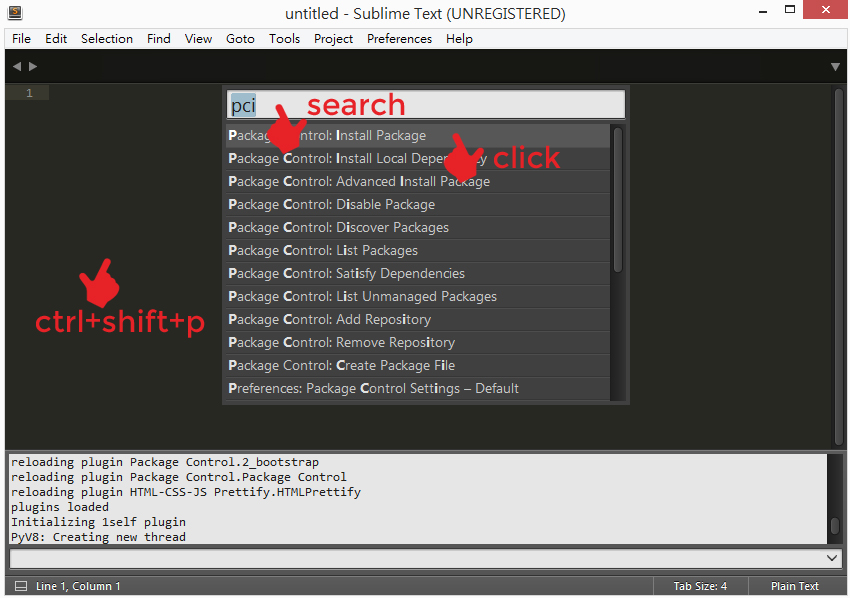 untitled - Sublime Text (UNREGISTERED)
File Edit Selection Find View Goto Tools Project Preferences Help
1
pci
search
Package Control: Install Package
Package Control: Install Local Dependency
click
Package Control: Advanced Install Package
Package Control: Disable Package
Package Control: Discover Packages
Package Control: List Packages
Package Control: Satisfy Dependencies
Package Control: List Unmanaged Packages
Package Control: Add Repository
ctrl+shift+p
Package Control: Remove Repository
Package Control: Create Package File
Preferences: Package Control Settings – Default
reloading plugin Package Control.2_bootstrap
reloading plugin Package Control.Package Control
reloading plugin HTML-CSS-JS Prettify.HTMLPrettify
plugins loaded
Initializing 1self plugin
PyV8: Creating new thread
Line 1, Column 1 Tab Size: 4 Plain Text